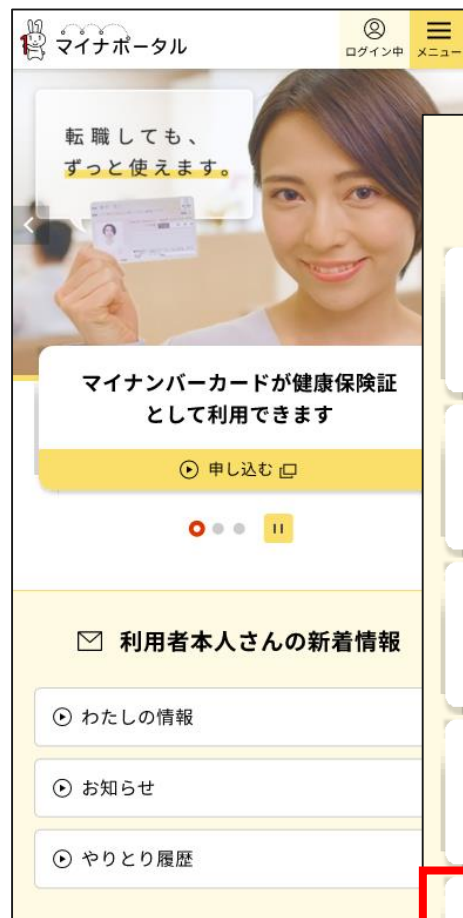 マイナポータル
ログイン中
メニュー
転職しても、
ずっと使えます。
マイナンバーカードが健康保険証
として利用できます
申し込む
利用者本人さんの新着情報
わたしの情報
お知らせ
やりとり履歴